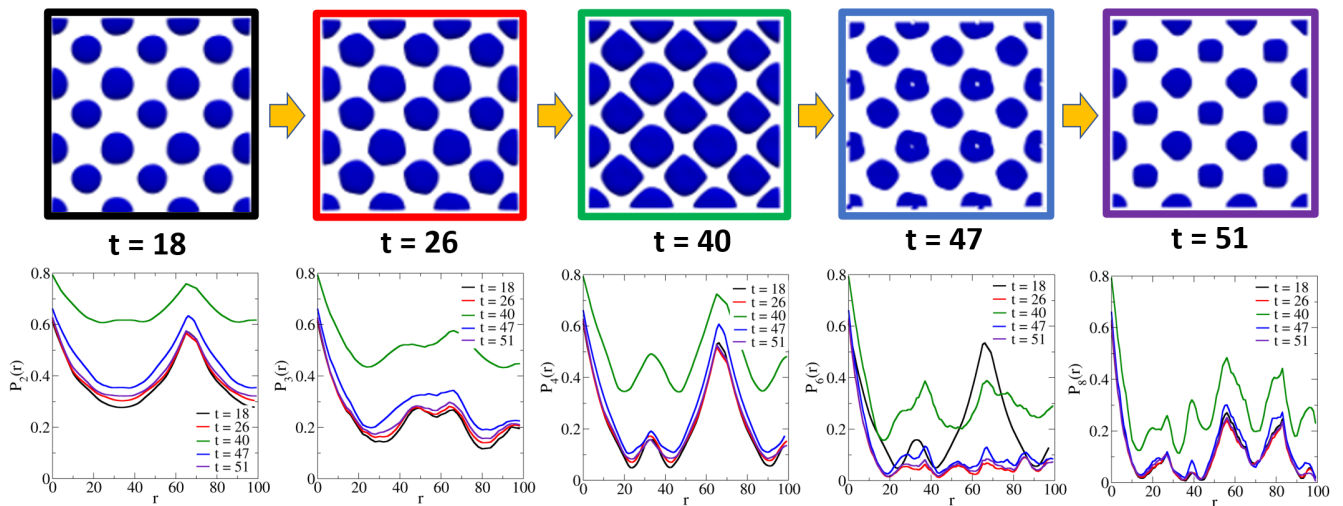 t = 18
t = 26
t = 40
t = 47
t = 51
0.8
0.6
0.4
0.2
0
P2(r)
t = 18
t = 26
t = 40
t = 47
t = 51
0 20 40 60 80 100
r
0.8
0.6
0.4
0.2
0
P3(r)
t = 18
t = 26
t = 40
t = 47
t = 51
0 20 40 60 80 100
r
0.8
0.6
0.4
0.2
0
P4(r)
t = 18
t = 26
t = 40
t = 47
t = 51
0 20 40 60 80 100
r
0.8
0.6
0.4
0.2
0
P6(r)
t = 18
t = 26
t = 40
t = 47
t = 51
0 20 40 60 80 100
r
0.8
0.6
0.4
0.2
0
P8(r)
t = 18
t = 26
t = 40
t = 47
t = 51
0 20 40 60 80 100
r